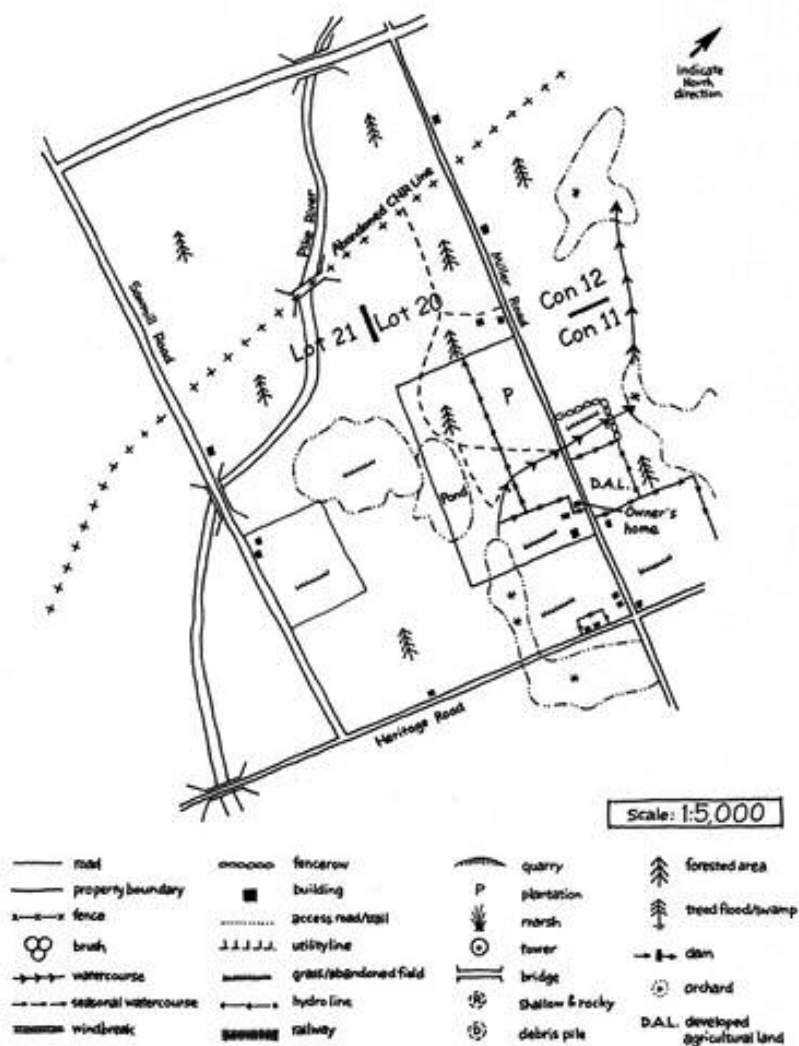 indicate
North
direction
Abandoned CNR Line
Pike River
Sawmill Road
Miller Road
Con 12
Con 11
Lot 21
Lot 20
P
Pond
D.A.L.
Owner's
home
Heritage Road
Scale: 1:5,000
road
property boundary
fence
brush
watercourse
seasonal watercourse
windbreak
fencerow
building
access road/trail
utility line
grass/abandoned field
hydro line
railway
quarry
P
plantation
marsh
tower
bridge
R
shallow & rocky
D
debris pile
forested area
treed flood/swamp
dam
orchard
D.A.L. developed
agricultural land